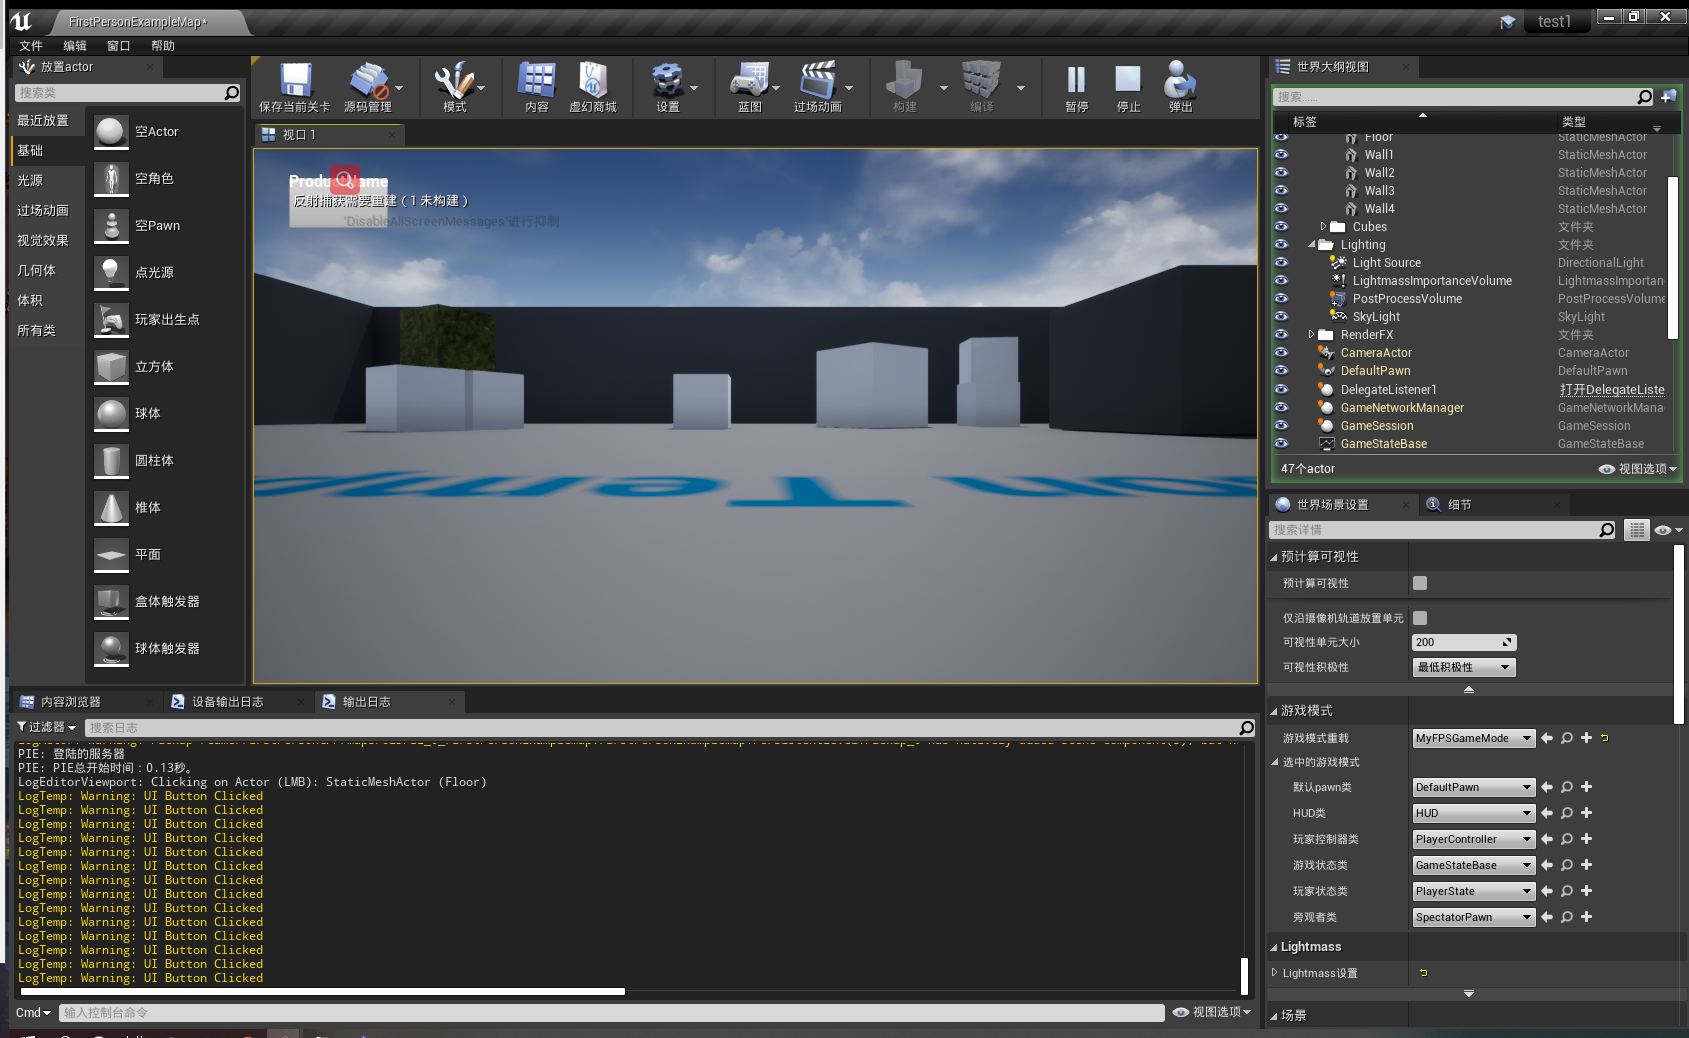 FirstPersonExampleMap*
test1
文件 编辑 窗口 帮助
放置actor
搜索类
最近放置
基础
光源
过场动画
视觉效果
几何体
体积
所有类
空Actor
空角色
空Pawn
点光源
玩家出生点
立方体
球体
圆柱体
椎体
平面
盒体触发器
球体触发器
保存当前关卡 源码管理 模式 内容 虚幻商城 设置 蓝图 过场动画 构建 编译 暂停 停止 弹出
视口 1
反射捕获需要重建 ( 1 未构建 )
'DisableAllScreenMessages'进行抑制
世界大纲视图
搜索......
标签 类型
Floor StaticMeshActor
Wall1 StaticMeshActor
Wall2 StaticMeshActor
Wall3 StaticMeshActor
Wall4 StaticMeshActor
Cubes 文件夹
Lighting 文件夹
Light Source DirectionalLight
LightmassImportanceVolume LightmassImportan
PostProcessVolume PostProcessVolume
SkyLight SkyLight
RenderFX 文件夹
CameraActor CameraActor
DefaultPawn DefaultPawn
DelegateListener1 打开DelegateListe
GameNetworkManager GameNetworkMana
GameSession GameSession
GameStateBase GameStateBase
47个actor 视图选项
世界场景设置 细节
搜索详情
预计算可视性
预计算可视性
仅沿摄像机轨道放置单元
可视性单元大小 200
可视性积极性 最低积极性
游戏模式
游戏模式重载 MyFPSGameMode
选中的游戏模式
默认pawn类 DefaultPawn
HUD类 HUD
玩家控制器类 PlayerController
游戏状态类 GameStateBase
玩家状态类 PlayerState
旁观者类 SpectatorPawn
Lightmass
Lightmass设置
场景
内容浏览器 设备输出日志 输出日志
过滤器 搜索日志
PIE: 登陆的服务器
PIE: PIE总开始时间：0.13秒。
LogEditorViewport: Clicking on Actor (LMB): StaticMeshActor (Floor)
LogTemp: Warning: UI Button Clicked
LogTemp: Warning: UI Button Clicked
LogTemp: Warning: UI Button Clicked
LogTemp: Warning: UI Button Clicked
LogTemp: Warning: UI Button Clicked
LogTemp: Warning: UI Button Clicked
LogTemp: Warning: UI Button Clicked
LogTemp: Warning: UI Button Clicked
LogTemp: Warning: UI Button Clicked
LogTemp: Warning: UI Button Clicked
LogTemp: Warning: UI Button Clicked
LogTemp: Warning: UI Button Clicked
LogTemp: Warning: UI Button Clicked
LogTemp: Warning: UI Button Clicked
Cmd 输入控制台命令 视图选项